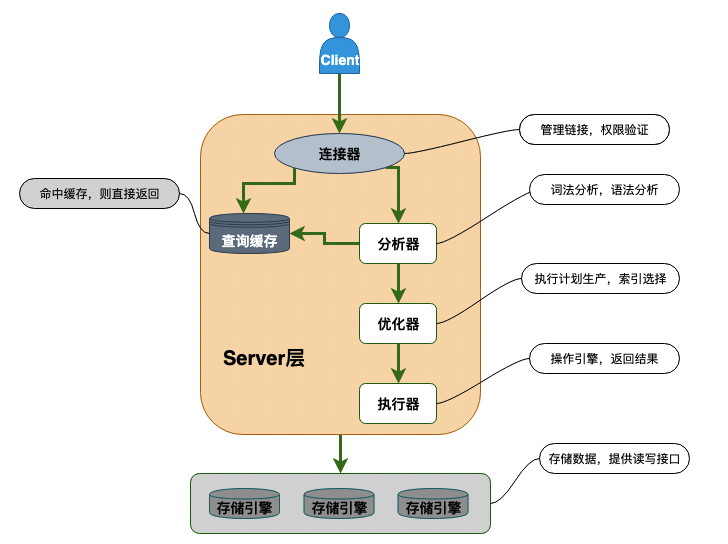 Client
连接器
管理链接，权限验证
命中缓存，则直接返回
词法分析，语法分析
查询缓存
分析器
执行计划生产，索引选择
优化器
Server层
操作引擎，返回结果
执行器
存储数据，提供读写接口
存储引擎
存储引擎
存储引擎